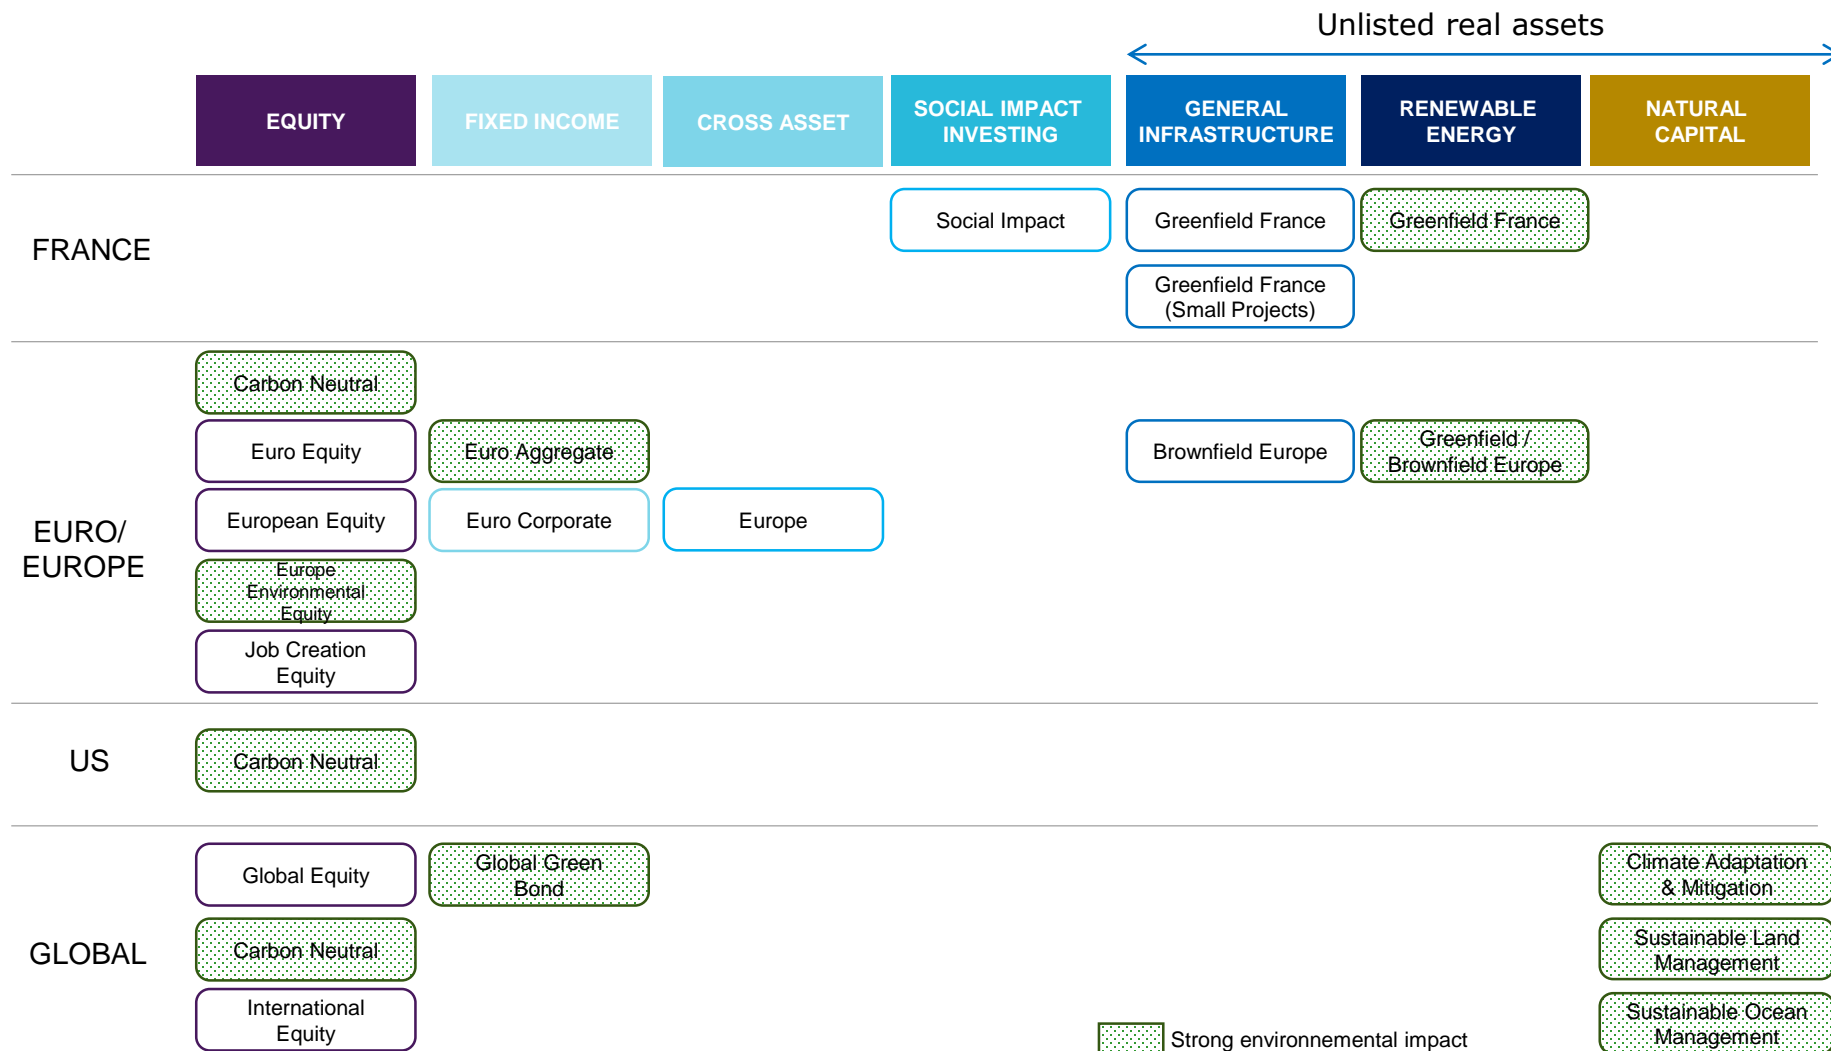 Unlisted real assets
EQUITY
FIXED INCOME
CROSS ASSET
SOCIAL IMPACT
INVESTING
GENERAL
INFRASTRUCTURE
RENEWABLE
ENERGY
NATURAL
CAPITAL
FRANCE
Social Impact
Greenfield France
Greenfield France
Greenfield France
(Small Projects)
EURO/
EUROPE
Carbon Neutral
Euro Equity
Euro Aggregate
Brownfield Europe
Greenfield /
Brownfield Europe
European Equity
Euro Corporate
Europe
Europe
Environmental
Equity
Job Creation
Equity
US
Carbon Neutral
GLOBAL
Global Equity
Global Green
Bond
Climate Adaptation
& Mitigation
Carbon Neutral
Sustainable Land
Management
International
Equity
Sustainable Ocean
Management
Strong environnemental impact